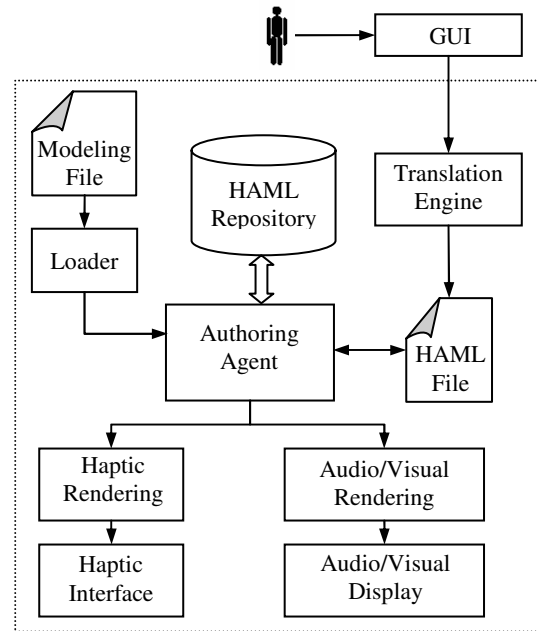 GUI
Modeling
File
HAML
Repository
Translation
Engine
Loader
Authoring
Agent
HAML
File
Haptic
Rendering
Audio/Visual
Rendering
Haptic
Interface
Audio/Visual
Display